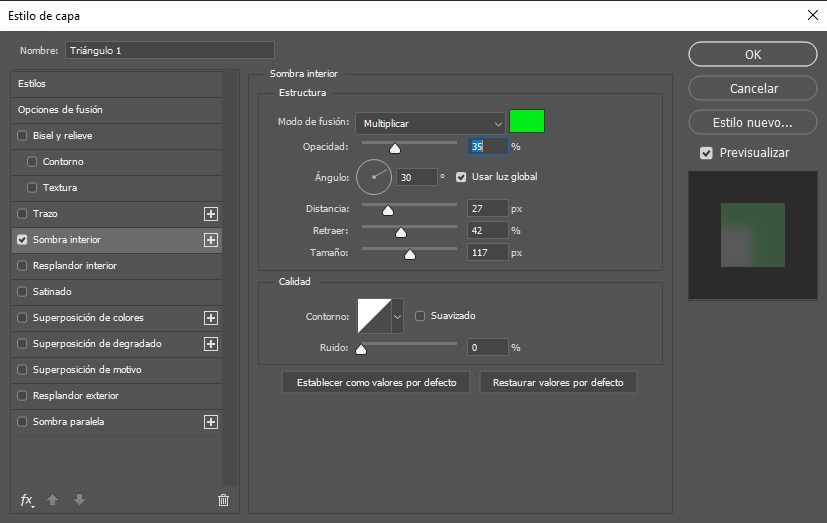 Estilo de capa
Nombre: Triángulo 1
Estilos
Opciones de fusión
Bisel y relieve
Contorno
Textura
Trazo
Sombra interior
Resplandor interior
Satinado
Superposición de colores
Superposición de degradado
Superposición de motivo
Resplandor exterior
Sombra paralela
fx
Sombra interior
Estructura
Modo de fusión: Multiplicar
Opacidad: 35 %
Ángulo: 30 ° Usar luz global
Distancia: 27 px
Retraer: 42 %
Tamaño: 117 px
Calidad
Contorno: Suavizado
Ruido: 0 %
Establecer como valores por defecto Restaurar valores por defecto
OK
Cancelar
Estilo nuevo...
Previsualizar